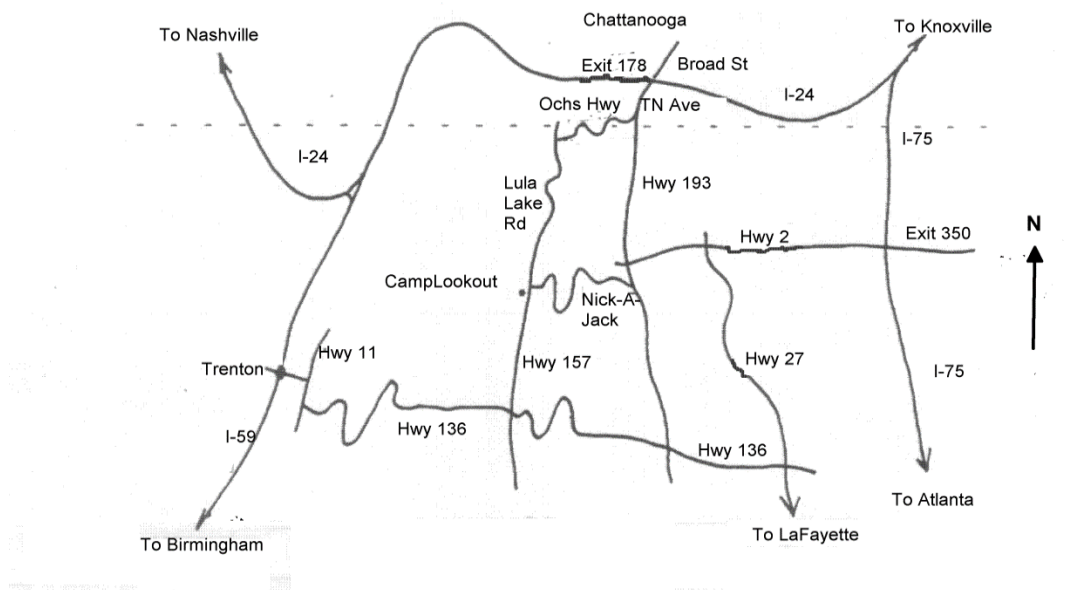 Chattanooga
To Knoxville
To Nashville
Exit 178
Broad St
I-24
Ochs Hwy
TN Ave
I-75
I-24
Lula
Lake
Rd
Hwy 193
N
Hwy 2
Exit 350
CampLookout
Nick-A-
Jack
Hwy 11
Hwy 157
Hwy 27
Trenton
I-75
I-59
Hwy 136
Hwy 136
To Atlanta
To LaFayette
To Birmingham